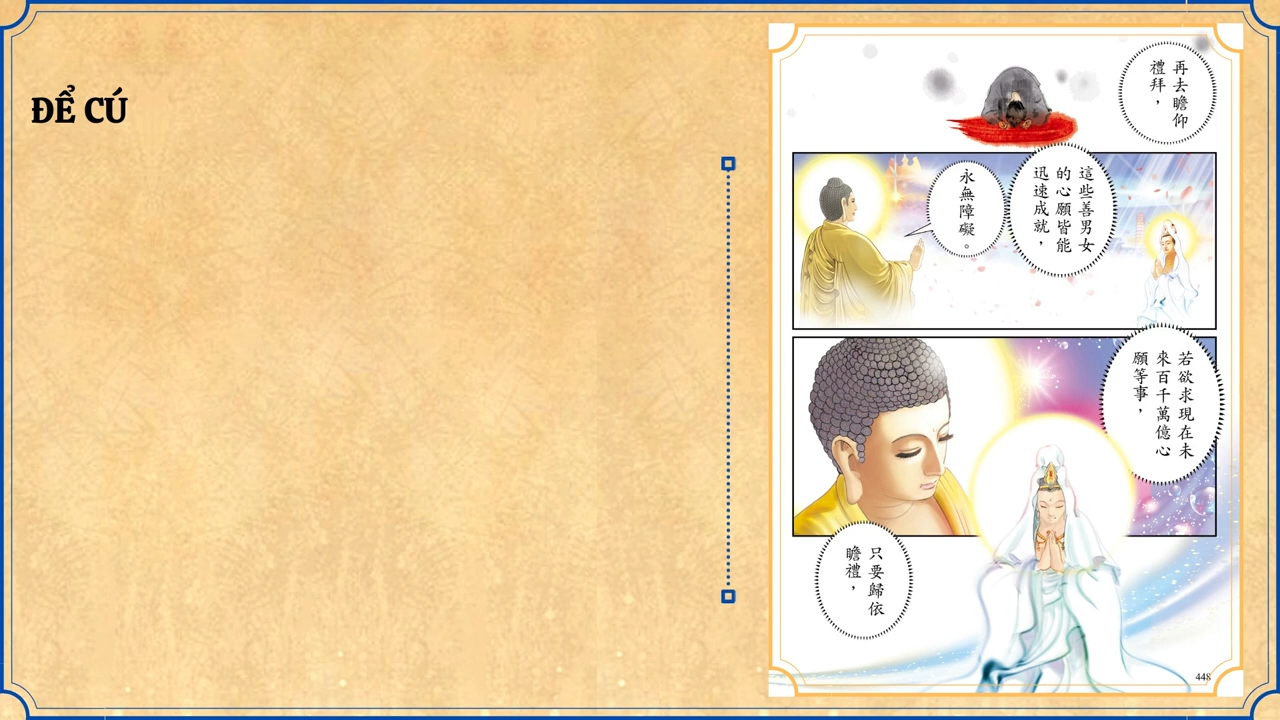 ĐỂ CÚ
再去瞻仰
禮拜，
這些善男女
的心願皆能
迅速成就，
永無障礙。
若欲求現在未
來百千萬億心
願等事，
只要歸依
瞻禮，
448